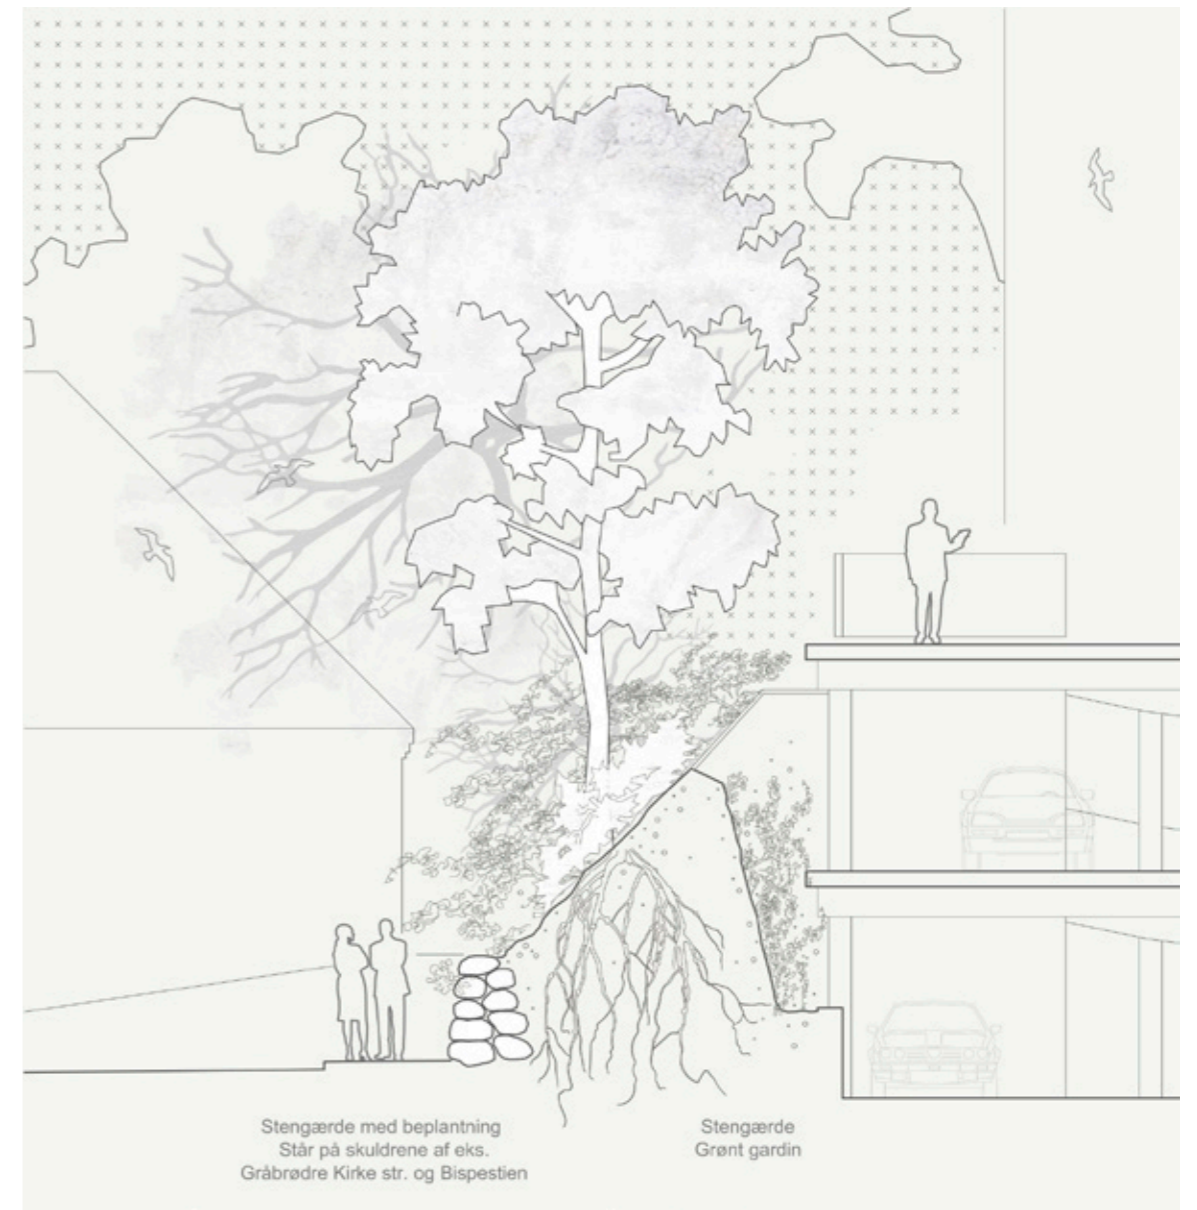 Stengærde med beplantning
Står på skuldrene af eks.
Gråbrødre Kirke str. og Bispestien
Stengærde
Grønt gardin